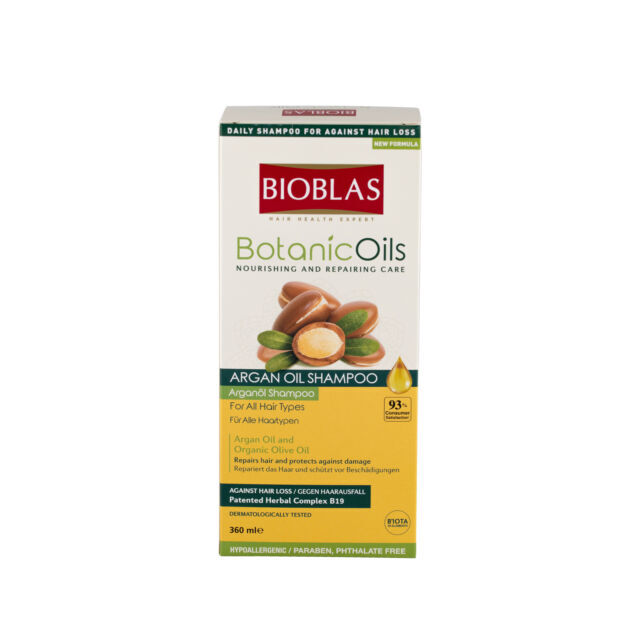 BIOBLAS
DAILY SHAMPOO FOR AGAINST HAIR LOSS
NEW FORMULA
BIOBLAS
HAIR HEALTH EXPERT
BotanicOils
NOURISHING AND REPAIRING CARE
ARGAN OIL SHAMPOO
Arganöl Shampoo
For All Hair Types
Für Alle Haartypen
93%
Consumer
Satisfaction
Argan Oil and
Organic Olive Oil
Repairs hair and protects against damage
Repariert das Haar und schützt vor Beschädigungen
AGAINST HAIR LOSS / GEGEN HAARAUSFALL
Patented Herbal Complex B19
DERMATOLOGICALLY TESTED
360 ml℮
B'IOTA
HYPOALLERGENIC / PARABEN, PHTHALATE FREE